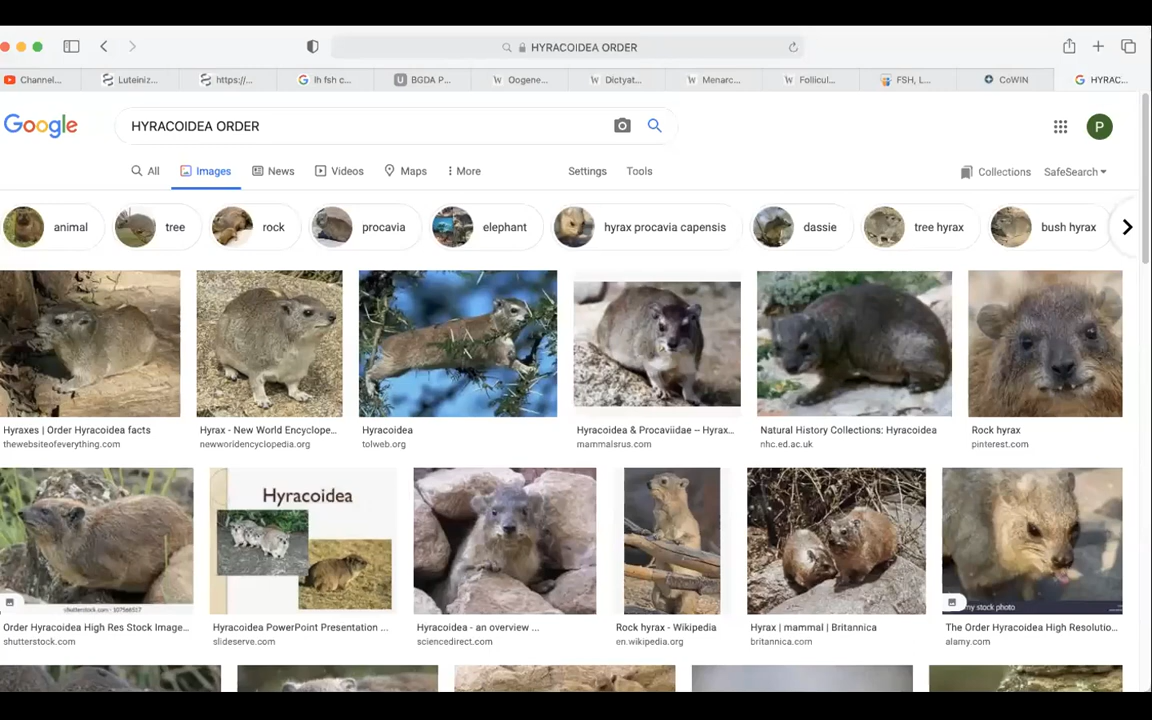 HYRACOIDEA ORDER
Channel...
Luteiniz...
https://...
lh fsh c...
BGDA P...
Oogene...
Dictyat...
Menarc...
Follicul...
FSH, L...
CoWIN
HYRAC...
Google
HYRACOIDEA ORDER
P
All
Images
News
Videos
Maps
More
Settings
Tools
Collections
SafeSearch
animal
tree
rock
procavia
elephant
hyrax procavia capensis
dassie
tree hyrax
bush hyrax
Hyraxes | Order Hyracoidea facts
thewebsiteofeverything.com
Hyrax - New World Encyclope...
newworldencyclopedia.org
Hyracoidea
tolweb.org
Hyracoidea & Procaviidae -- Hyrax...
mammalsrus.com
Natural History Collections: Hyracoidea
nhc.ed.ac.uk
Rock hyrax
pinterest.com
Hyracoidea
my stock photo
Order Hyracoidea High Res Stock Image...
shutterstock.com
Hyracoidea PowerPoint Presentation ...
slideserve.com
Hyracoidea - an overview ...
sciencedirect.com
Rock hyrax - Wikipedia
en.wikipedia.org
Hyrax | mammal | Britannica
britannica.com
The Order Hyracoidea High Resolutio...
alamy.com